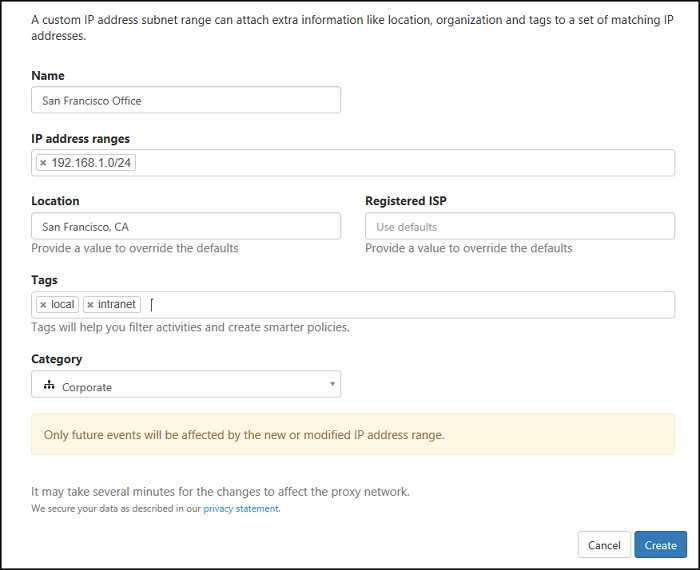 A custom IP address subnet range can attach extra information like location, organization and tags to a set of matching IP
addresses.
Name
San Francisco Office
IP address ranges
× 192.168.1.0/24
Location
Registered ISP
San Francisco, CA
Use defaults
Provide a value to override the defaults
Provide a value to override the defaults
Tags
× local × intranet
Tags will help you filter activities and create smarter policies.
Category
Corporate
Only future events will be affected by the new or modified IP address range.
It may take several minutes for the changes to affect the proxy network.
We secure your data as described in our privacy statement.
Cancel
Create